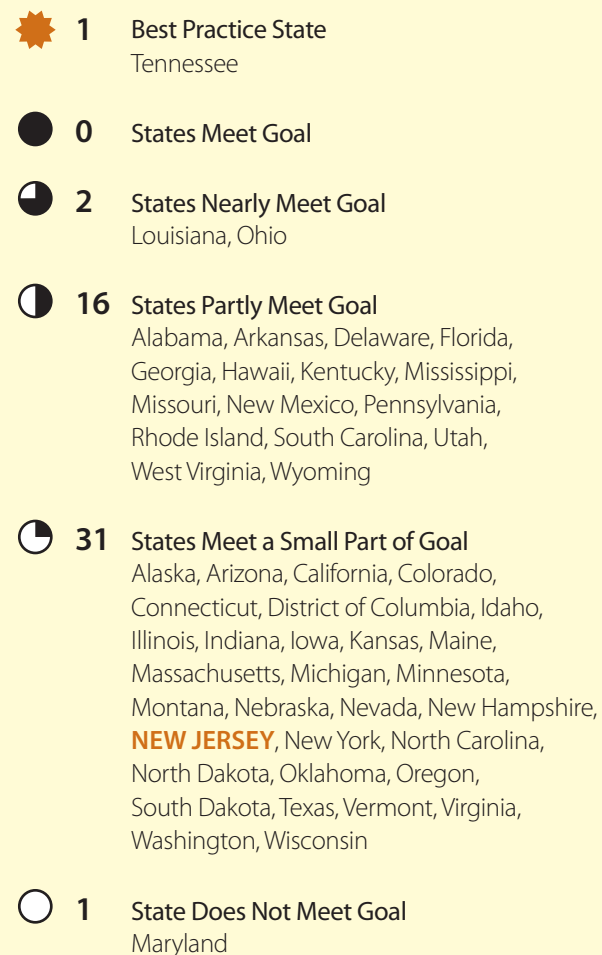 1 Best Practice State
Tennessee
0 States Meet Goal
2 States Nearly Meet Goal
Louisiana, Ohio
16 States Partly Meet Goal
Alabama, Arkansas, Delaware, Florida,
Georgia, Hawaii, Kentucky, Mississippi,
Missouri, New Mexico, Pennsylvania,
Rhode Island, South Carolina, Utah,
West Virginia, Wyoming
31 States Meet a Small Part of Goal
Alaska, Arizona, California, Colorado,
Connecticut, District of Columbia, Idaho,
Illinois, Indiana, Iowa, Kansas, Maine,
Massachusetts, Michigan, Minnesota,
Montana, Nebraska, Nevada, New Hampshire,
NEW JERSEY, New York, North Carolina,
North Dakota, Oklahoma, Oregon,
South Dakota, Texas, Vermont, Virginia,
Washington, Wisconsin
1 State Does Not Meet Goal
Maryland